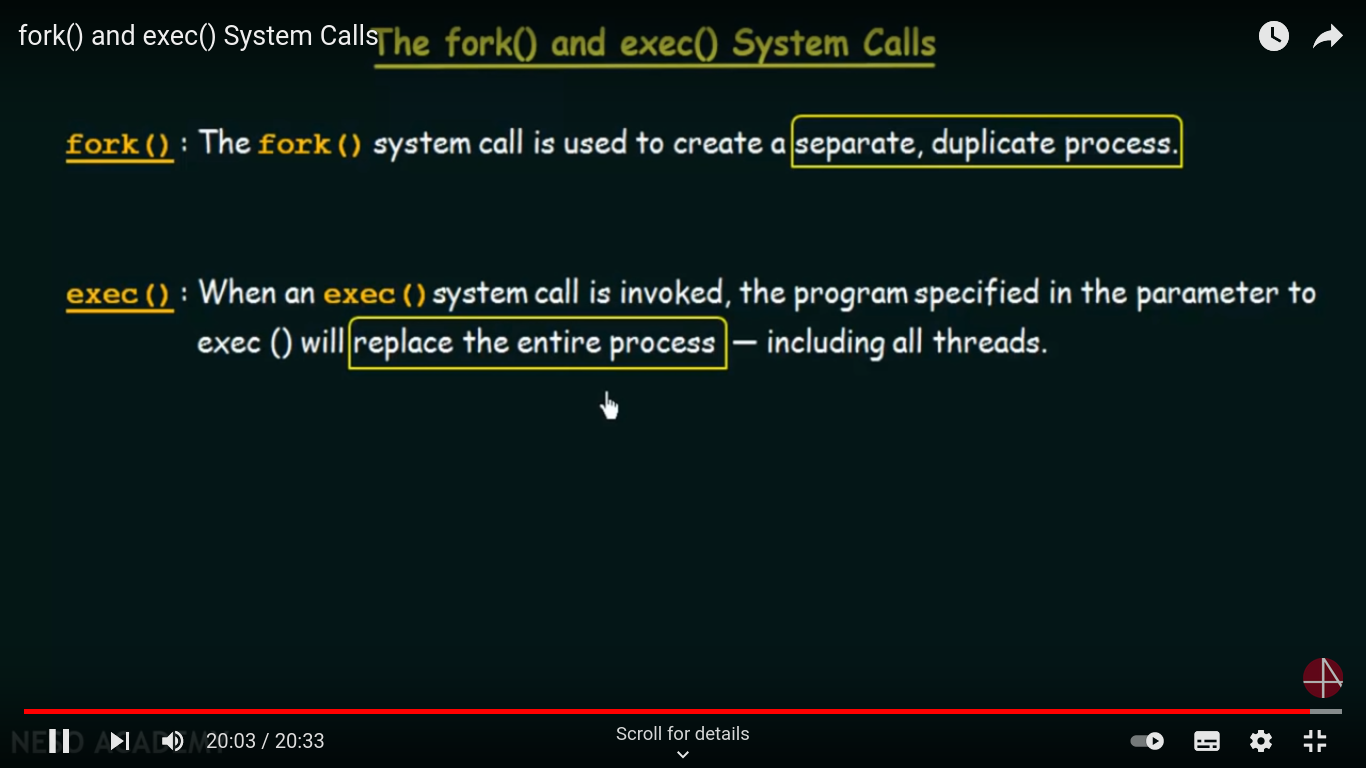 fork() and exec() System Calls
The fork() and exec() System Calls
fork() : The fork() system call is used to create a separate, duplicate process.
exec() : When an exec() system call is invoked, the program specified in the parameter to
exec () will replace the entire process — including all threads.
NESO ACADEMY
20:03 / 20:33
Scroll for details